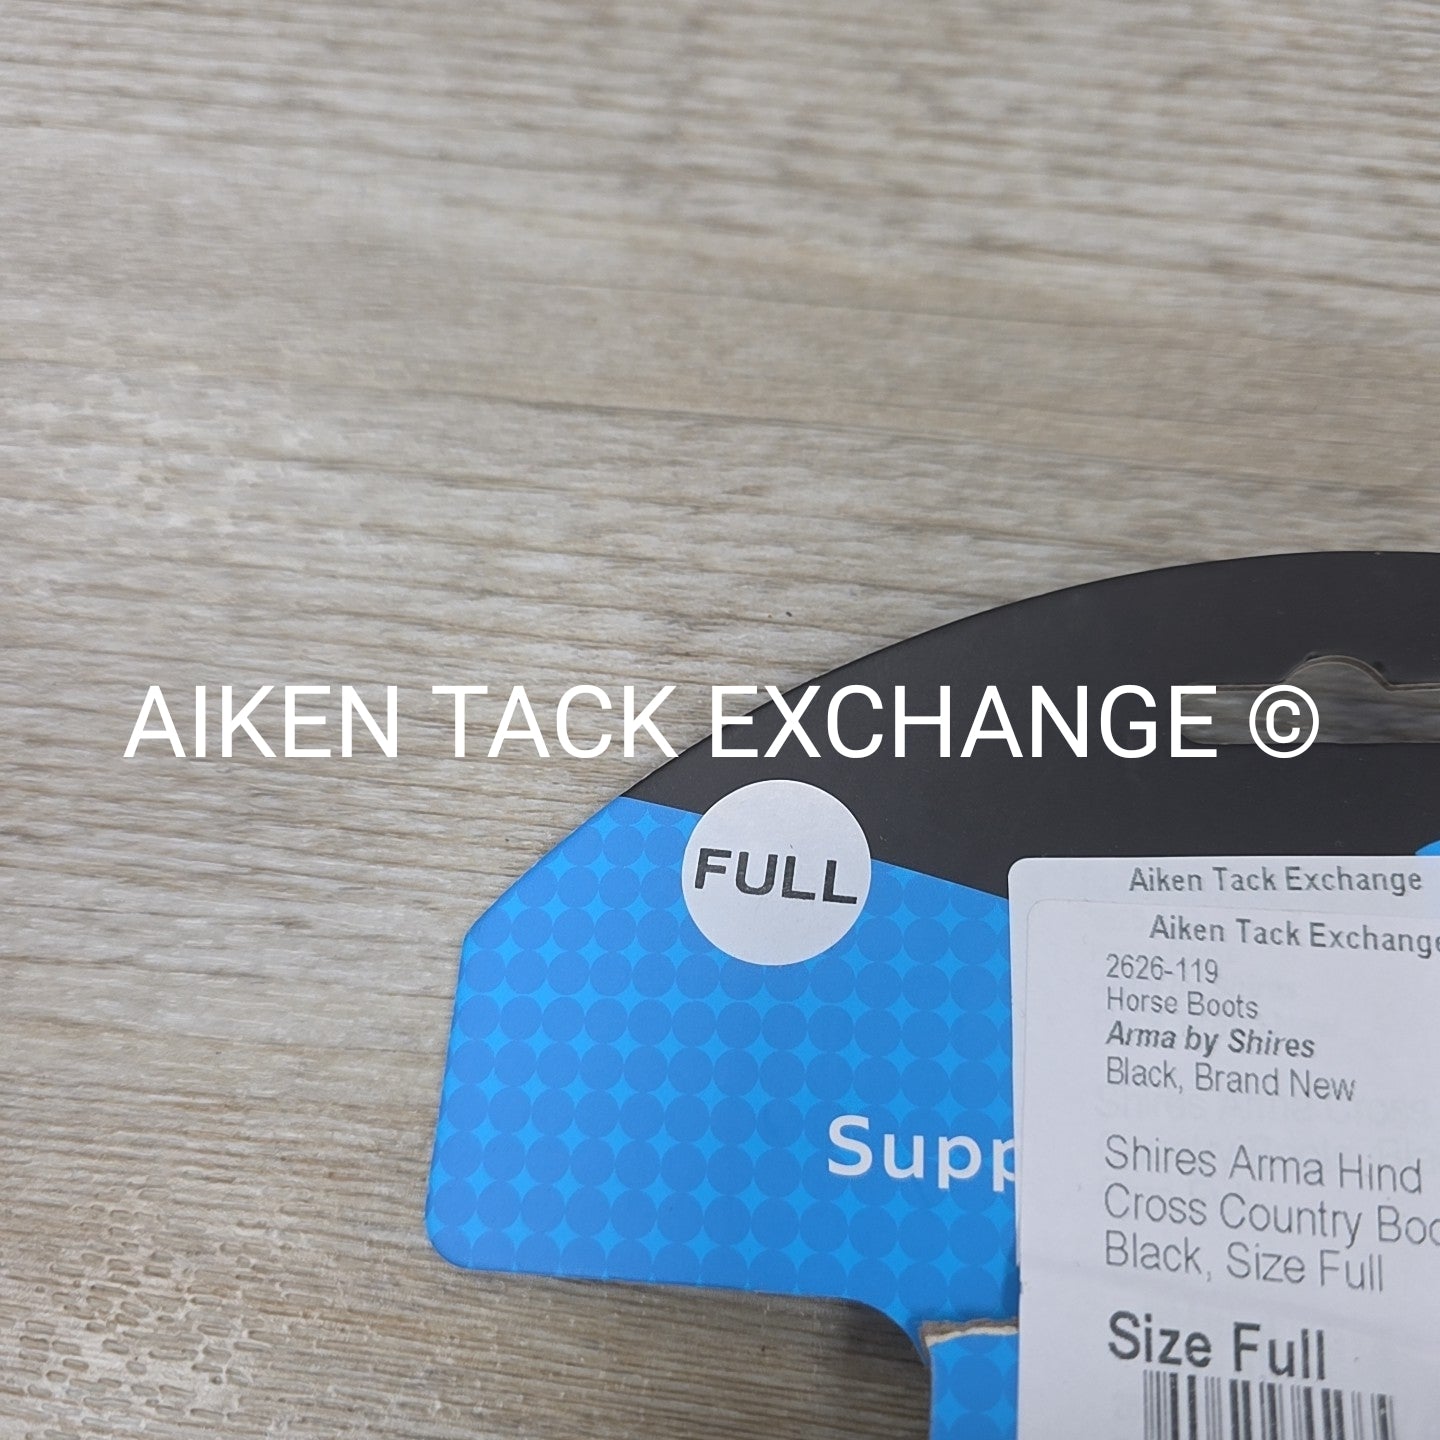 AIKEN TACK EXCHANGE ©
FULL
Aiken Tack Exchange
Aiken Tack Exchange
2626-119
Horse Boots
Arma by Shires
Black, Brand New
Supp
Shires Arma Hind
Cross Country Boo
Black, Size Full
Size Full